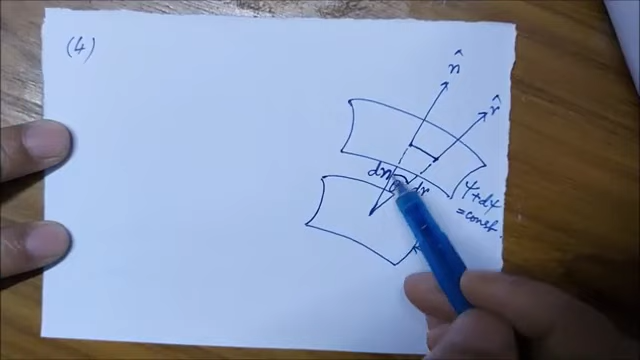 (4)
n̂
r̂
dn
dr
ψ+dψ
=const.